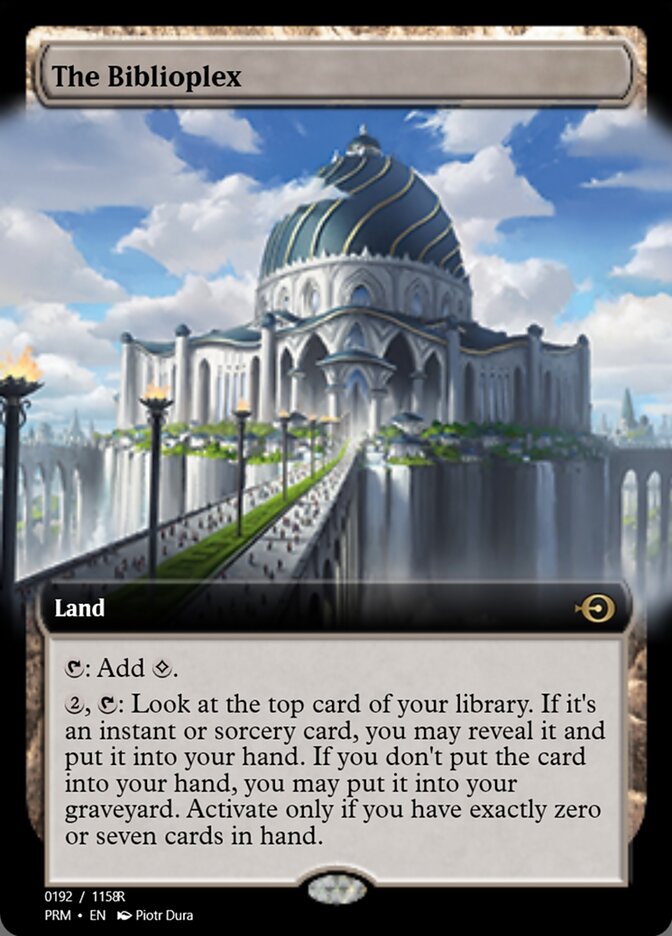 The Biblioplex
Land
: Add .
2, : Look at the top card of your library. If it's
an instant or sorcery card, you may reveal it and
put it into your hand. If you don't put the card
into your hand, you may put it into your
graveyard. Activate only if you have exactly zero
or seven cards in hand.
0192 / 1158R
PRM • EN Piotr Dura